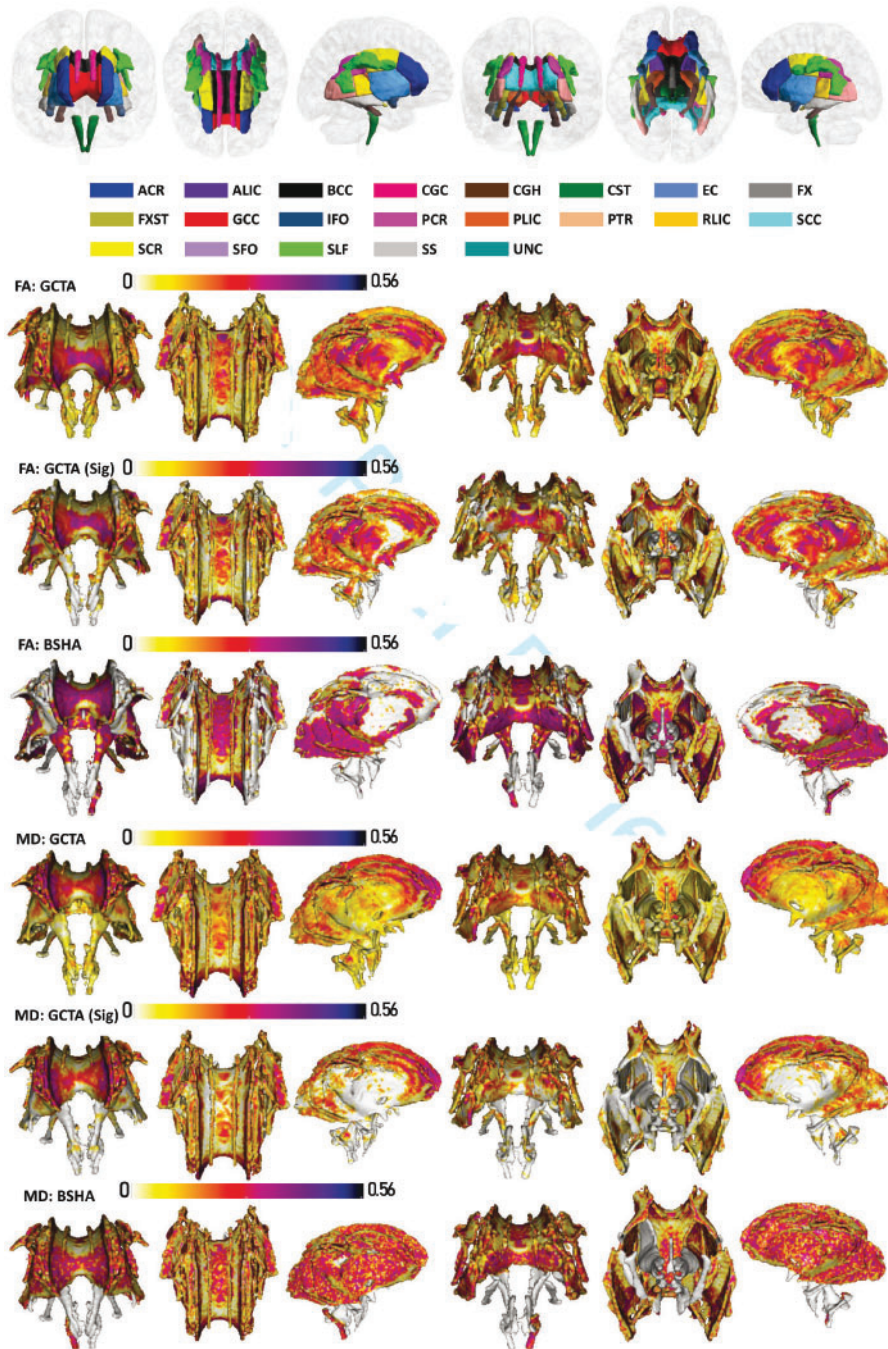 ACR ALIC BCC CGC CGH CST EC FX
FXST GCC IFO PCR PLIC PTR RLIC SCC
SCR SFO SLF SS UNC
FA: GCTA 0 0.56
FA: GCTA (Sig) 0 0.56
FA: BSHA 0 0.56
MD: GCTA 0 0.56
MD: GCTA (Sig) 0 0.56
MD: BSHA 0 0.56